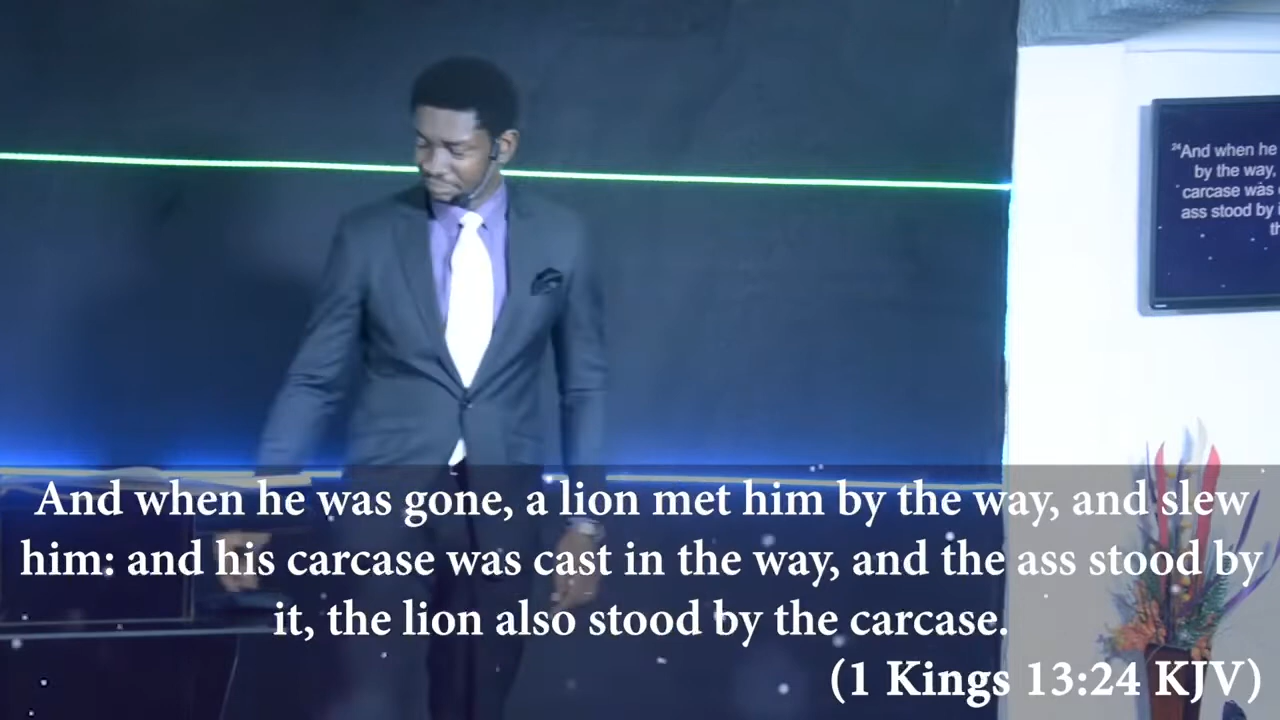 24And when he
by the way,
carcase was
ass stood by
th
And when he was gone, a lion met him by the way, and slew
him: and his carcase was cast in the way, and the ass stood by
it, the lion also stood by the carcase.
(1 Kings 13:24 KJV)